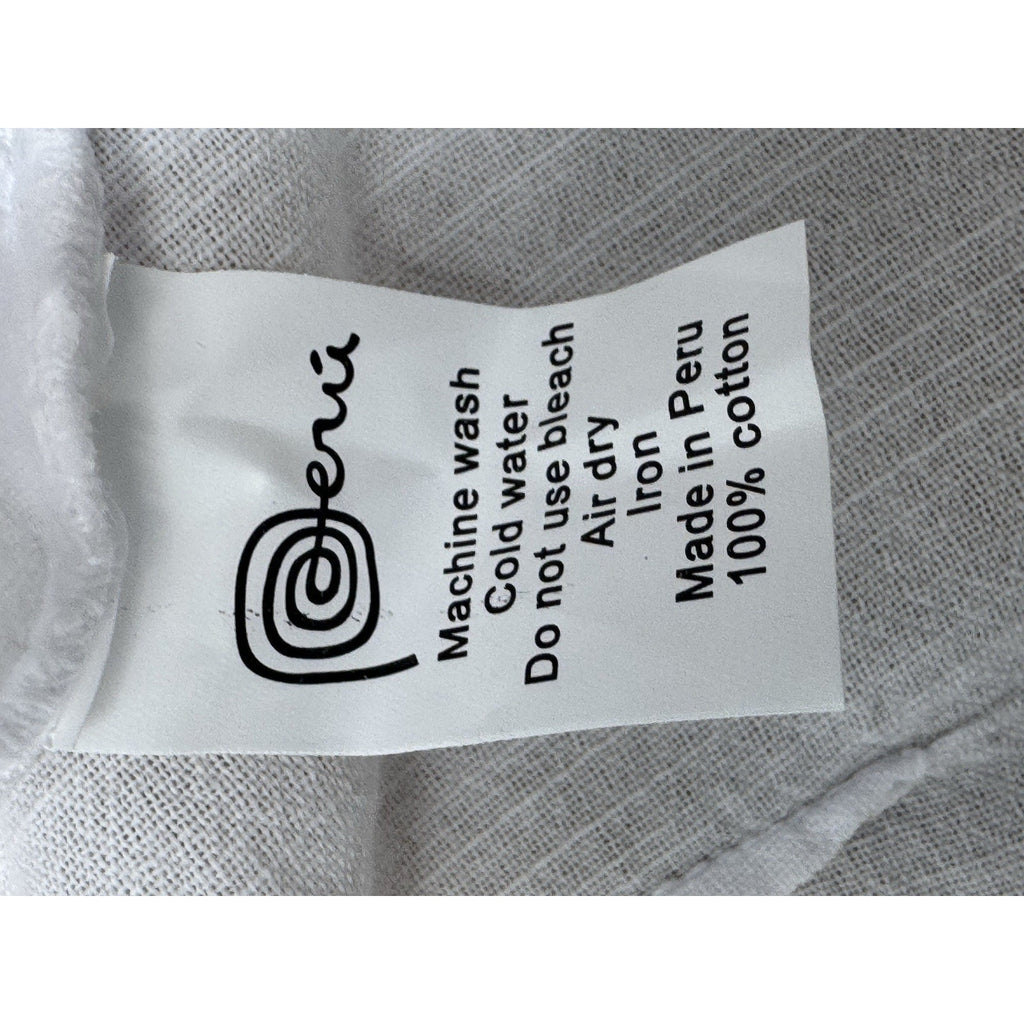 Perú
Machine wash
Cold water
Do not use bleach
Air dry
Iron
Made in Peru
100% cotton